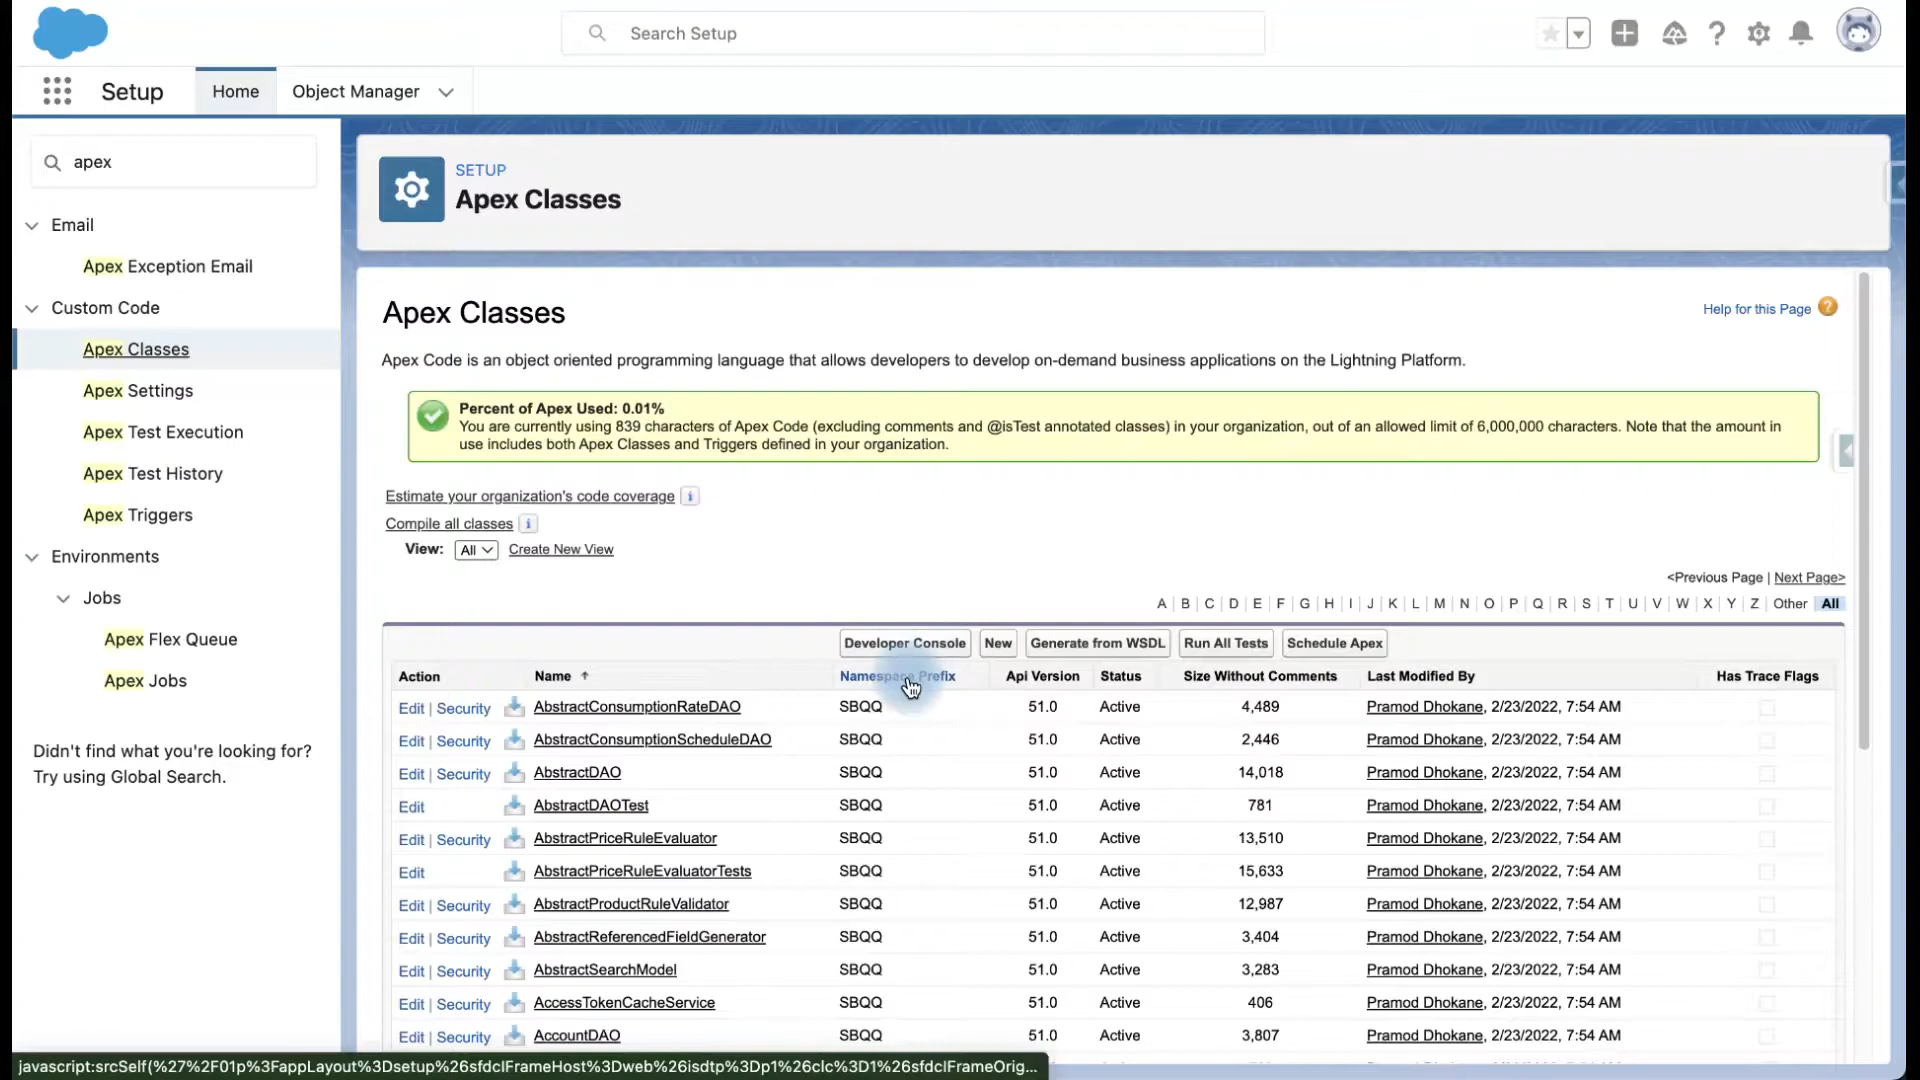 Search Setup
Setup
Home
Object Manager
apex
Email
Apex Exception Email
Custom Code
Apex Classes
Apex Settings
Apex Test Execution
Apex Test History
Apex Triggers
Environments
Jobs
Apex Flex Queue
Apex Jobs
Didn't find what you're looking for?
Try using Global Search.
SETUP
Apex Classes
Apex Classes
Help for this Page ?
Apex Code is an object oriented programming language that allows developers to develop on-demand business applications on the Lightning Platform.
Percent of Apex Used: 0.01%
You are currently using 839 characters of Apex Code (excluding comments and @isTest annotated classes) in your organization, out of an allowed limit of 6,000,000 characters. Note that the amount in
use includes both Apex Classes and Triggers defined in your organization.
Estimate your organization's code coverage i
Compile all classes i
View: All Create New View
<Previous Page | Next Page>
A | B | C | D | E | F | G | H | I | J | K | L | M | N | O | P | Q | R | S | T | U | V | W | X | Y | Z | Other | All
Developer Console New Generate from WSDL Run All Tests Schedule Apex
Action Name ↑ Namespace Prefix Api Version Status Size Without Comments Last Modified By Has Trace Flags
Edit | Security AbstractConsumptionRateDAO SBQQ 51.0 Active 4,489 Pramod Dhokane, 2/23/2022, 7:54 AM
Edit | Security AbstractConsumptionScheduleDAO SBQQ 51.0 Active 2,446 Pramod Dhokane, 2/23/2022, 7:54 AM
Edit | Security AbstractDAO SBQQ 51.0 Active 14,018 Pramod Dhokane, 2/23/2022, 7:54 AM
Edit AbstractDAOTest SBQQ 51.0 Active 781 Pramod Dhokane, 2/23/2022, 7:54 AM
Edit | Security AbstractPriceRuleEvaluator SBQQ 51.0 Active 13,510 Pramod Dhokane, 2/23/2022, 7:54 AM
Edit AbstractPriceRuleEvaluatorTests SBQQ 51.0 Active 15,633 Pramod Dhokane, 2/23/2022, 7:54 AM
Edit | Security AbstractProductRuleValidator SBQQ 51.0 Active 12,987 Pramod Dhokane, 2/23/2022, 7:54 AM
Edit | Security AbstractReferencedFieldGenerator SBQQ 51.0 Active 3,404 Pramod Dhokane, 2/23/2022, 7:54 AM
Edit | Security AbstractSearchModel SBQQ 51.0 Active 3,283 Pramod Dhokane, 2/23/2022, 7:54 AM
Edit | Security AccessTokenCacheService SBQQ 51.0 Active 406 Pramod Dhokane, 2/23/2022, 7:54 AM
Edit | Security AccountDAO SBQQ 51.0 Active 3,807 Pramod Dhokane, 2/23/2022, 7:54 AM
javascript:srcSelf(%27%2F01p%3FappLayout%3Dsetup%26sfdcIFrameHost%3Dweb%26isdtp%3Dp1%26clc%3D1%26sfdcIFrameOrig...